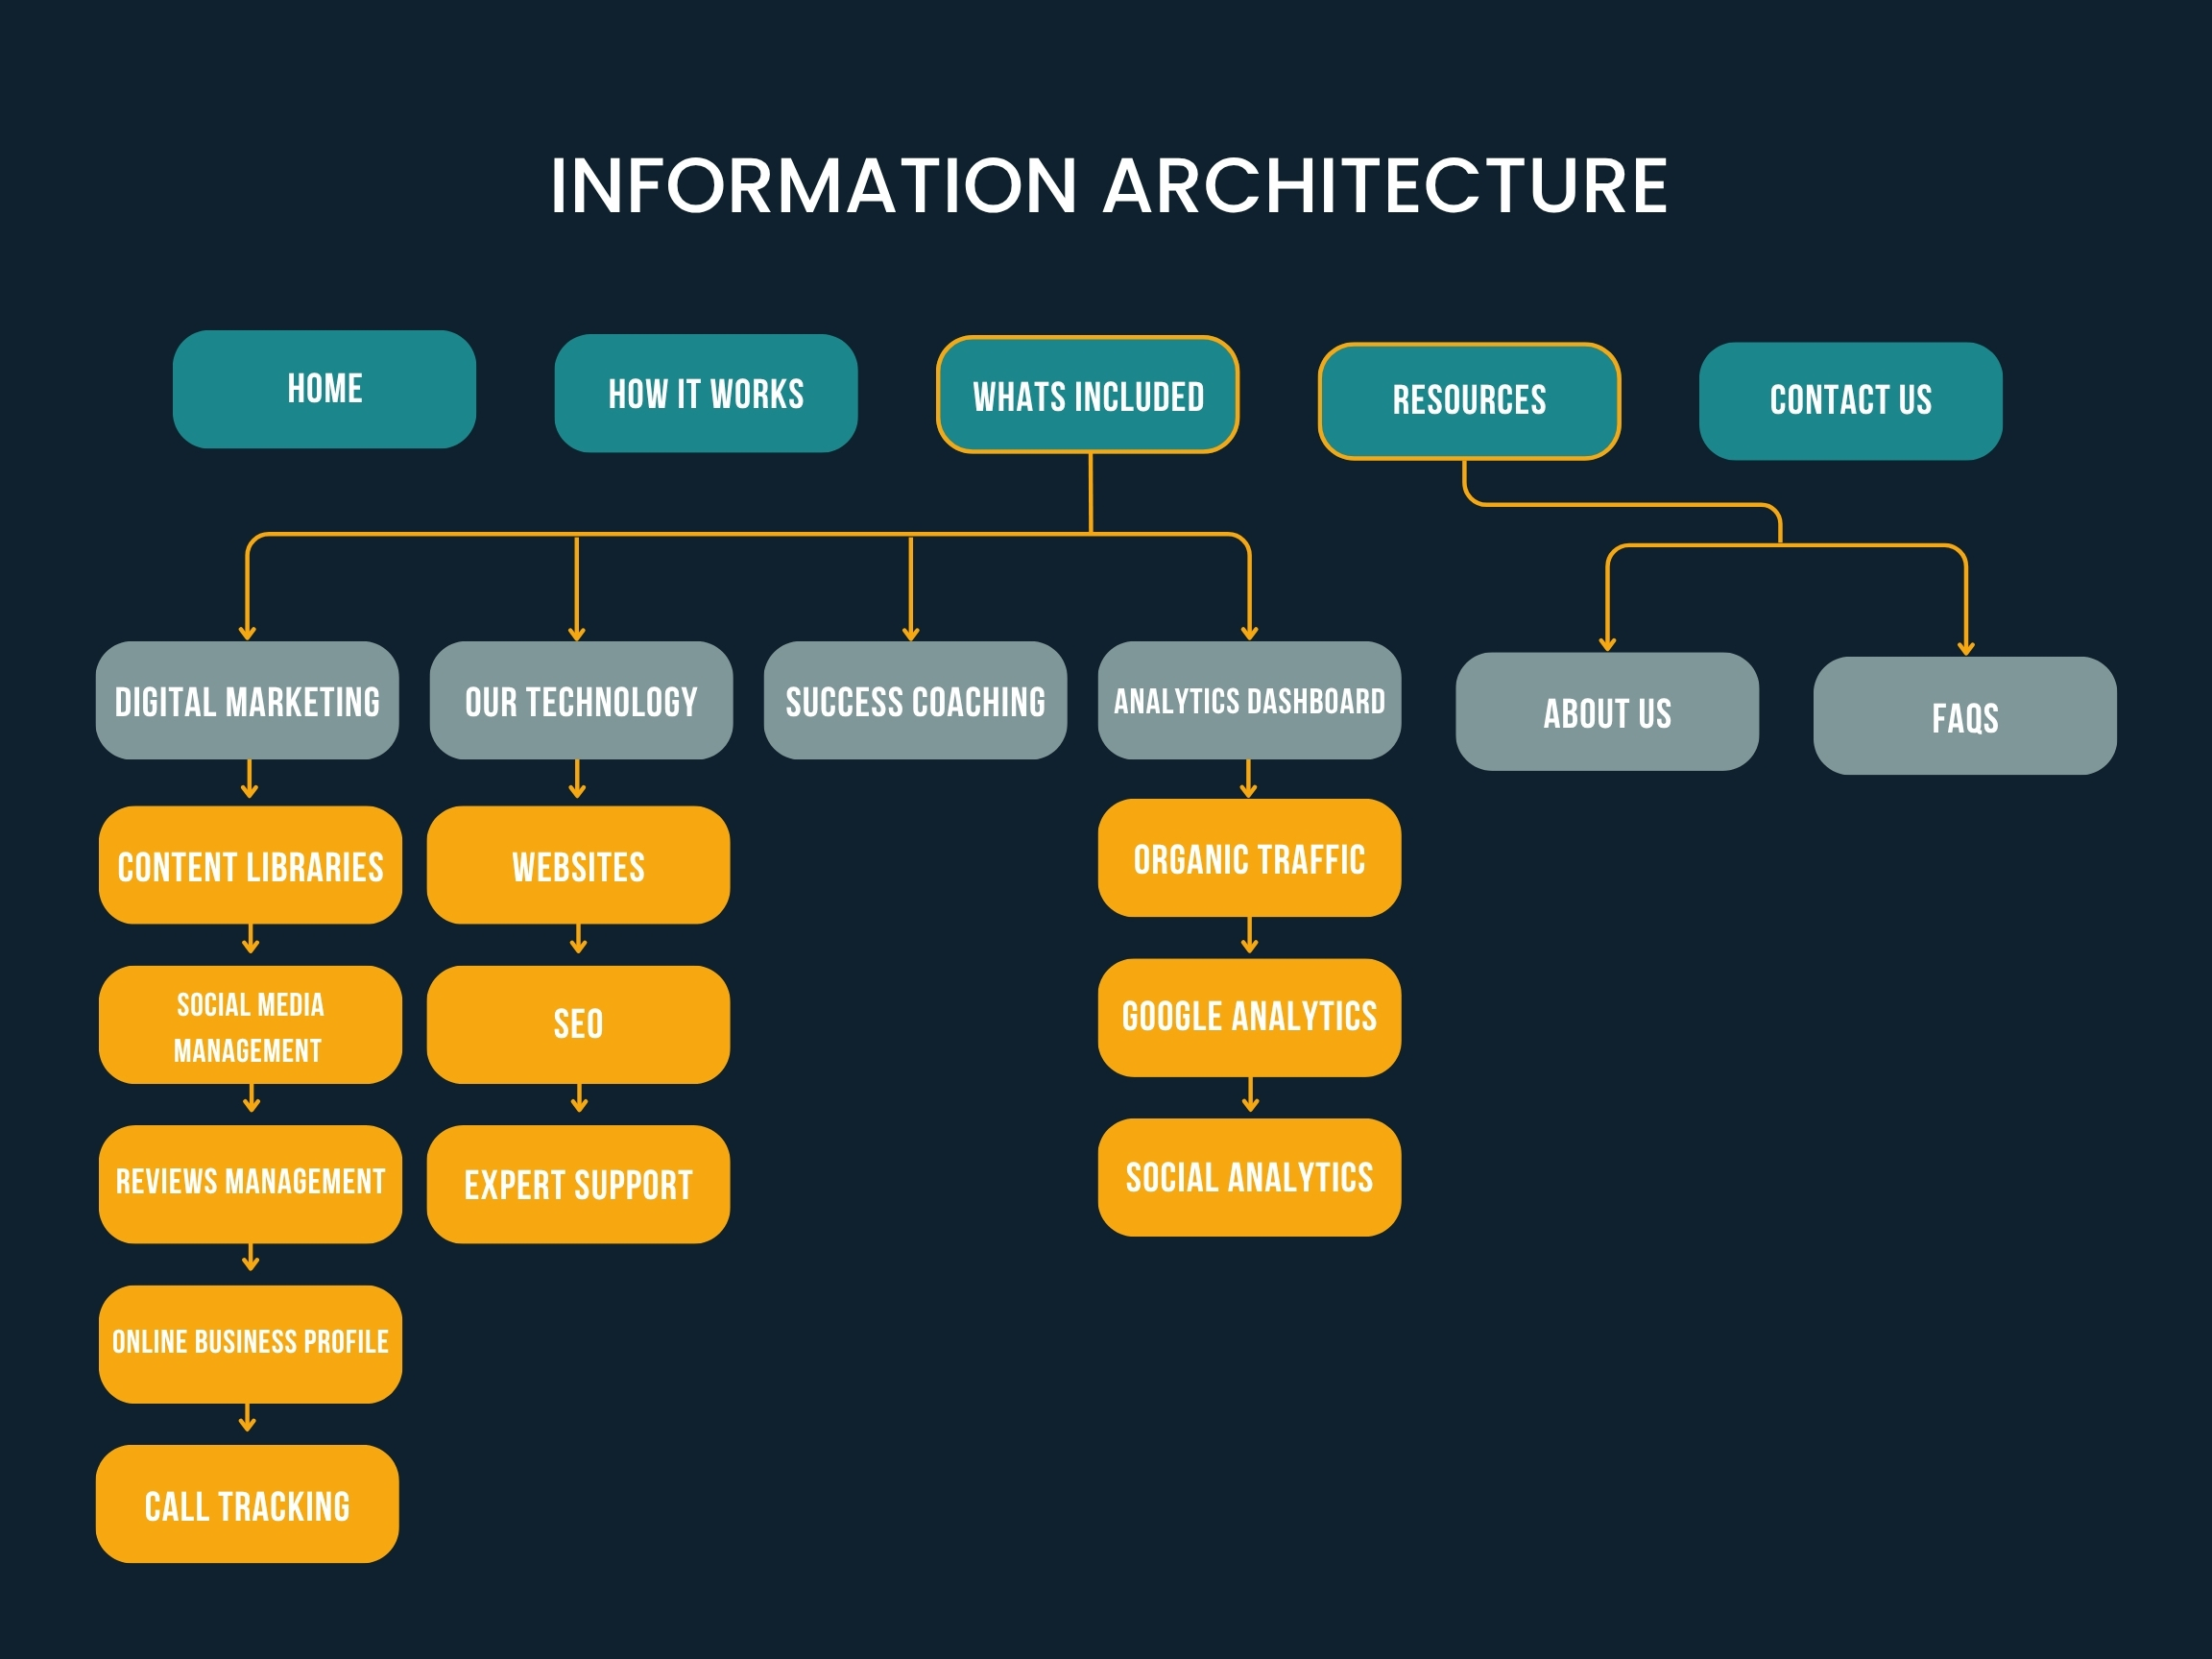 INFORMATION ARCHITECTURE
HOME
HOW IT WORKS
WHATS INCLUDED
RESOURCES
CONTACT US
DIGITAL MARKETING
OUR TECHNOLOGY
SUCCESS COACHING
ANALYTICS DASHBOARD
ABOUT US
FAQS
CONTENT LIBRARIES
WEBSITES
ORGANIC TRAFFIC
SOCIAL MEDIA
MANAGEMENT
SEO
GOOGLE ANALYTICS
REVIEWS MANAGEMENT
EXPERT SUPPORT
SOCIAL ANALYTICS
ONLINE BUSINESS PROFILE
CALL TRACKING